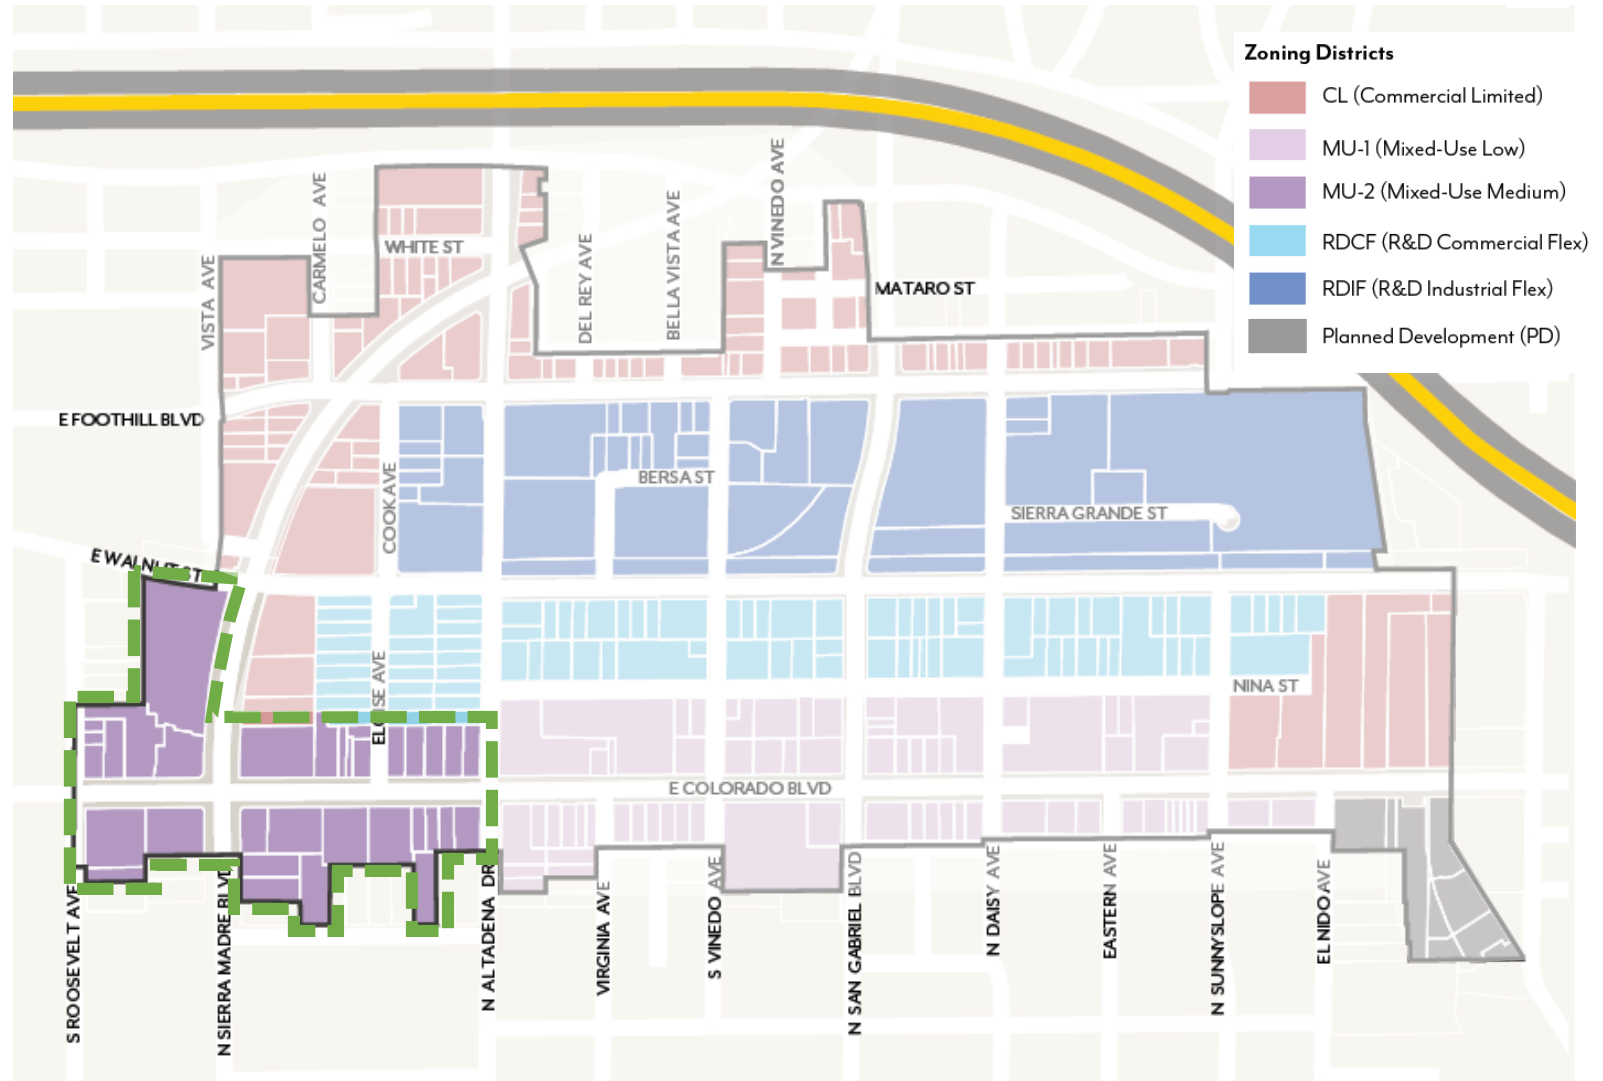 Zoning Districts
CL (Commercial Limited)
MU-1 (Mixed-Use Low)
MU-2 (Mixed-Use Medium)
RDCF (R&D Commercial Flex)
RDIF (R&D Industrial Flex)
Planned Development (PD)
VISTA AVE
CARMELO AVE
WHITE ST
DEL REY AVE
BELLA VISTA AVE
N VINEDO AVE
MATARO ST
E FOOTHILL BLVD
COOK AVE
BERSA ST
SIERRA GRANDE ST
E WALNUT ST
ELOISE AVE
NINA ST
E COLORADO BLVD
S ROOSEVELT AVE
N SIERRA MADRE BLVD
N ALTADENA DR
VIRGINIA AVE
S VINEDO AVE
N SAN GABRIEL BLVD
N DAISY AVE
EASTERN AVE
N SUNNYSLOPE AVE
EL NIDO AVE